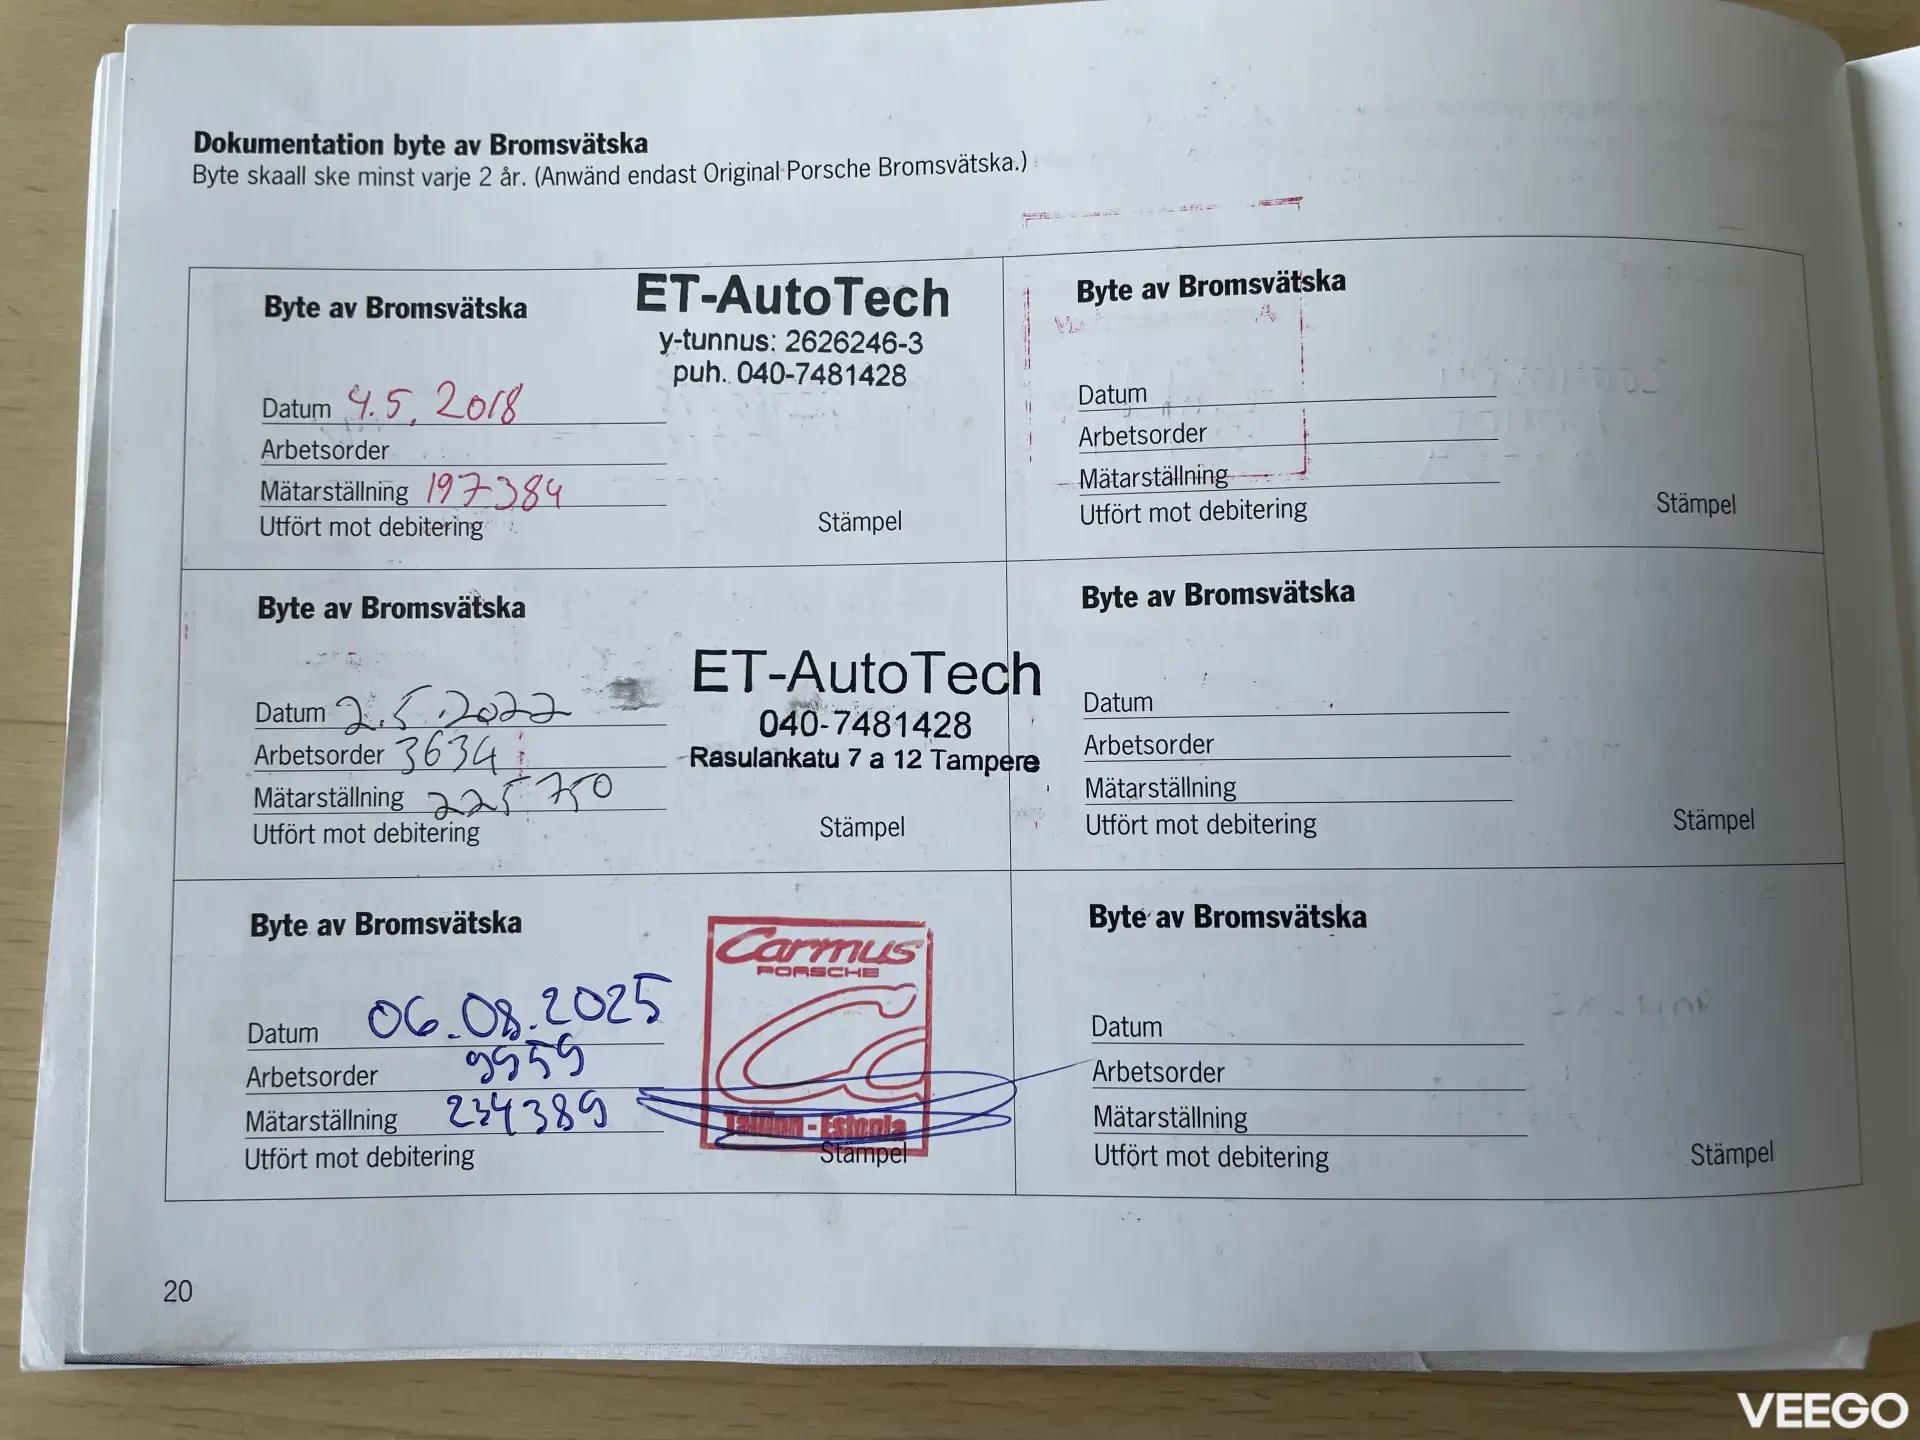 Dokumentation byte av Bromsvätska
Byte skaall ske minst varje 2 år. (Anwänd endast Original Porsche Bromsvätska.)
Byte av Bromsvätska
ET-AutoTech
y-tunnus: 2626246-3
puh. 040-7481428
Datum 4.5.2018
Arbetsorder
Mätarställning 197384
Utfört mot debitering
Stämpel
Byte av Bromsvätska
Datum
Arbetsorder
Mätarställning
Utfört mot debitering
Stämpel
Byte av Bromsvätska
ET-AutoTech
040-7481428
Rasulankatu 7 a 12 Tampere
Datum 2.5.2022
Arbetsorder 3634
Mätarställning 225750
Utfört mot debitering
Stämpel
Byte av Bromsvätska
Datum
Arbetsorder
Mätarställning
Utfört mot debitering
Stämpel
Byte av Bromsvätska
Carmus
PORSCHE
Tallinn - Estonia
Datum 06.08.2025
Arbetsorder 9959
Mätarställning 234389
Utfört mot debitering
Stämpel
Byte av Bromsvätska
Datum
Arbetsorder
Mätarställning
Utfört mot debitering
Stämpel
20
VEEGO